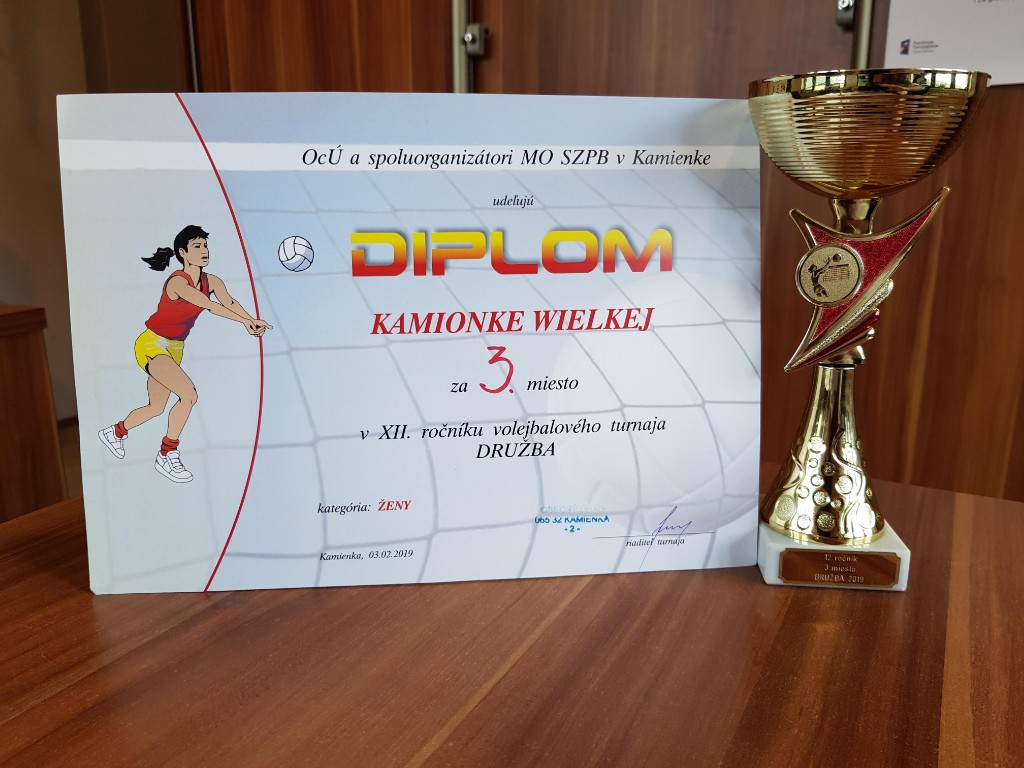 OcÚ a spoluorganizátori MO SZPB v Kamienke
udeľujú
DIPLOM
KAMIONKE WIELKEJ
za 3. miesto
v XII. ročníku volejbalového turnaja
DRUŽBA
kategória: ŽENY
065 32 KAMIENKA
- 2 -
riaditeľ turnaja
Kamienka, 03.02.2019
12 ročník
3. miesto
DRUŽBA 2019